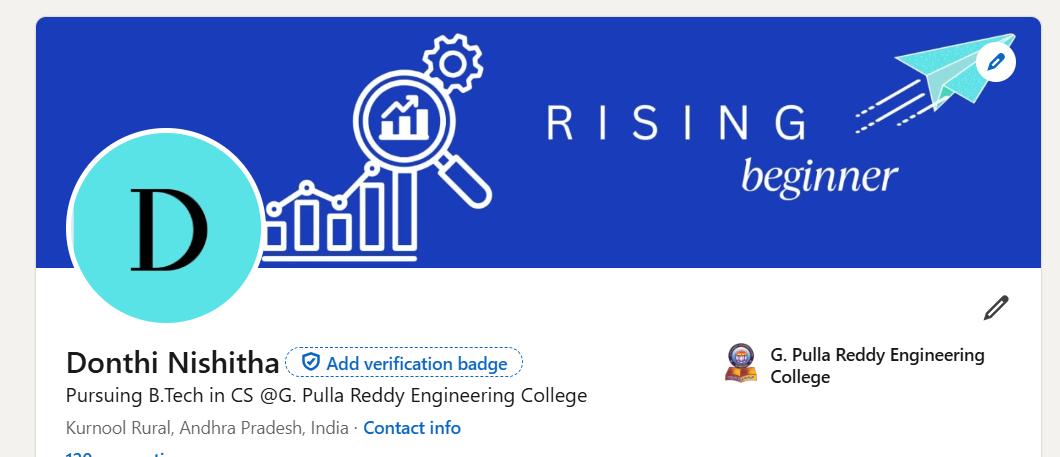 RISING
beginner
D
Donthi Nishitha
Add verification badge
Pursuing B.Tech in CS @G. Pulla Reddy Engineering College
Kurnool Rural, Andhra Pradesh, India · Contact info
G. Pulla Reddy Engineering
College